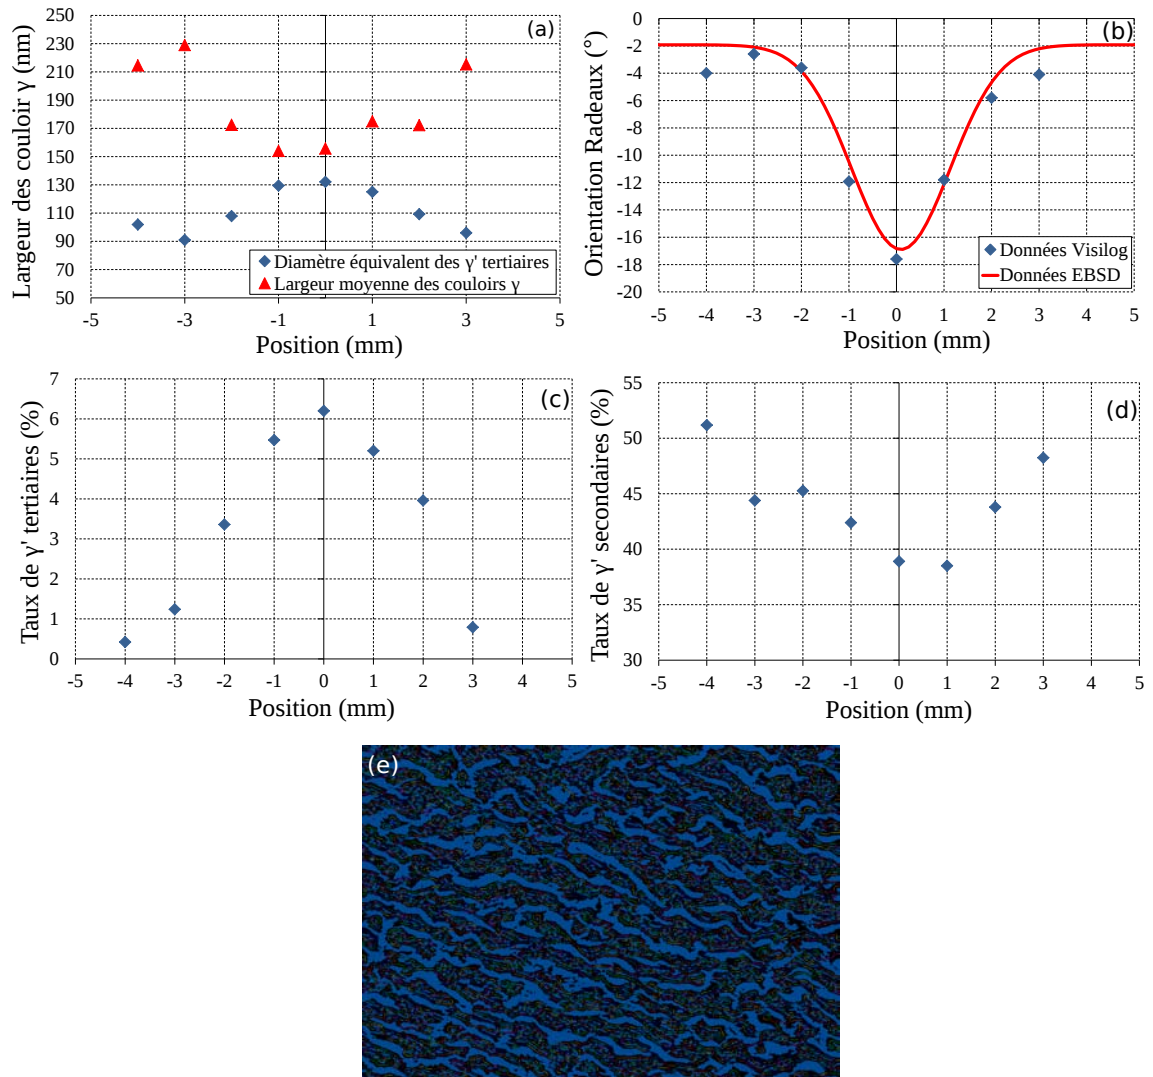 (a)
Largeur des couloir γ (nm)
250
230
210
190
170
150
130
110
90
70
50
Diamètre équivalent des γ' tertiaires
Largeur moyenne des couloirs γ
-5 -3 -1 1 3 5
Position (mm)
(b)
Orientation Radeaux (°)
0
-2
-4
-6
-8
-10
-12
-14
-16
-18
-20
Données Visilog
Données EBSD
-5 -4 -3 -2 -1 0 1 2 3 4 5
Position (mm)
(c)
Taux de γ' tertiaires (%)
7
6
5
4
3
2
1
0
-5 -4 -3 -2 -1 0 1 2 3 4 5
Position (mm)
(d)
Taux de γ' secondaires (%)
55
50
45
40
35
30
-5 -4 -3 -2 -1 0 1 2 3 4 5
Position (mm)
(e)